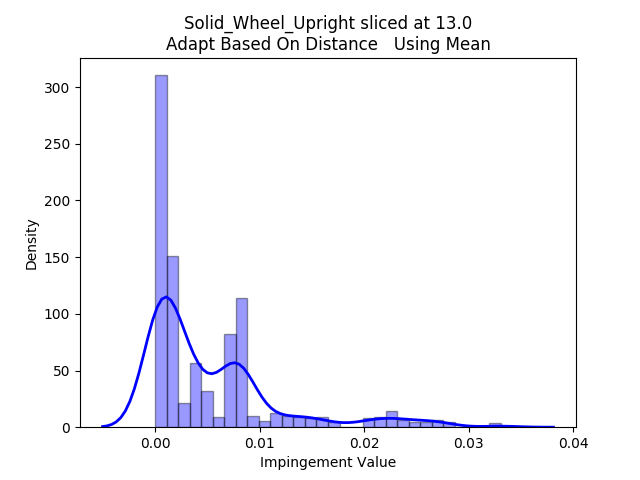 Solid_Wheel_Upright sliced at 13.0
Adapt Based On Distance   Using Mean
300
250
200
150
100
50
0
Density
0.00 0.01 0.02 0.03 0.04
Impingement Value